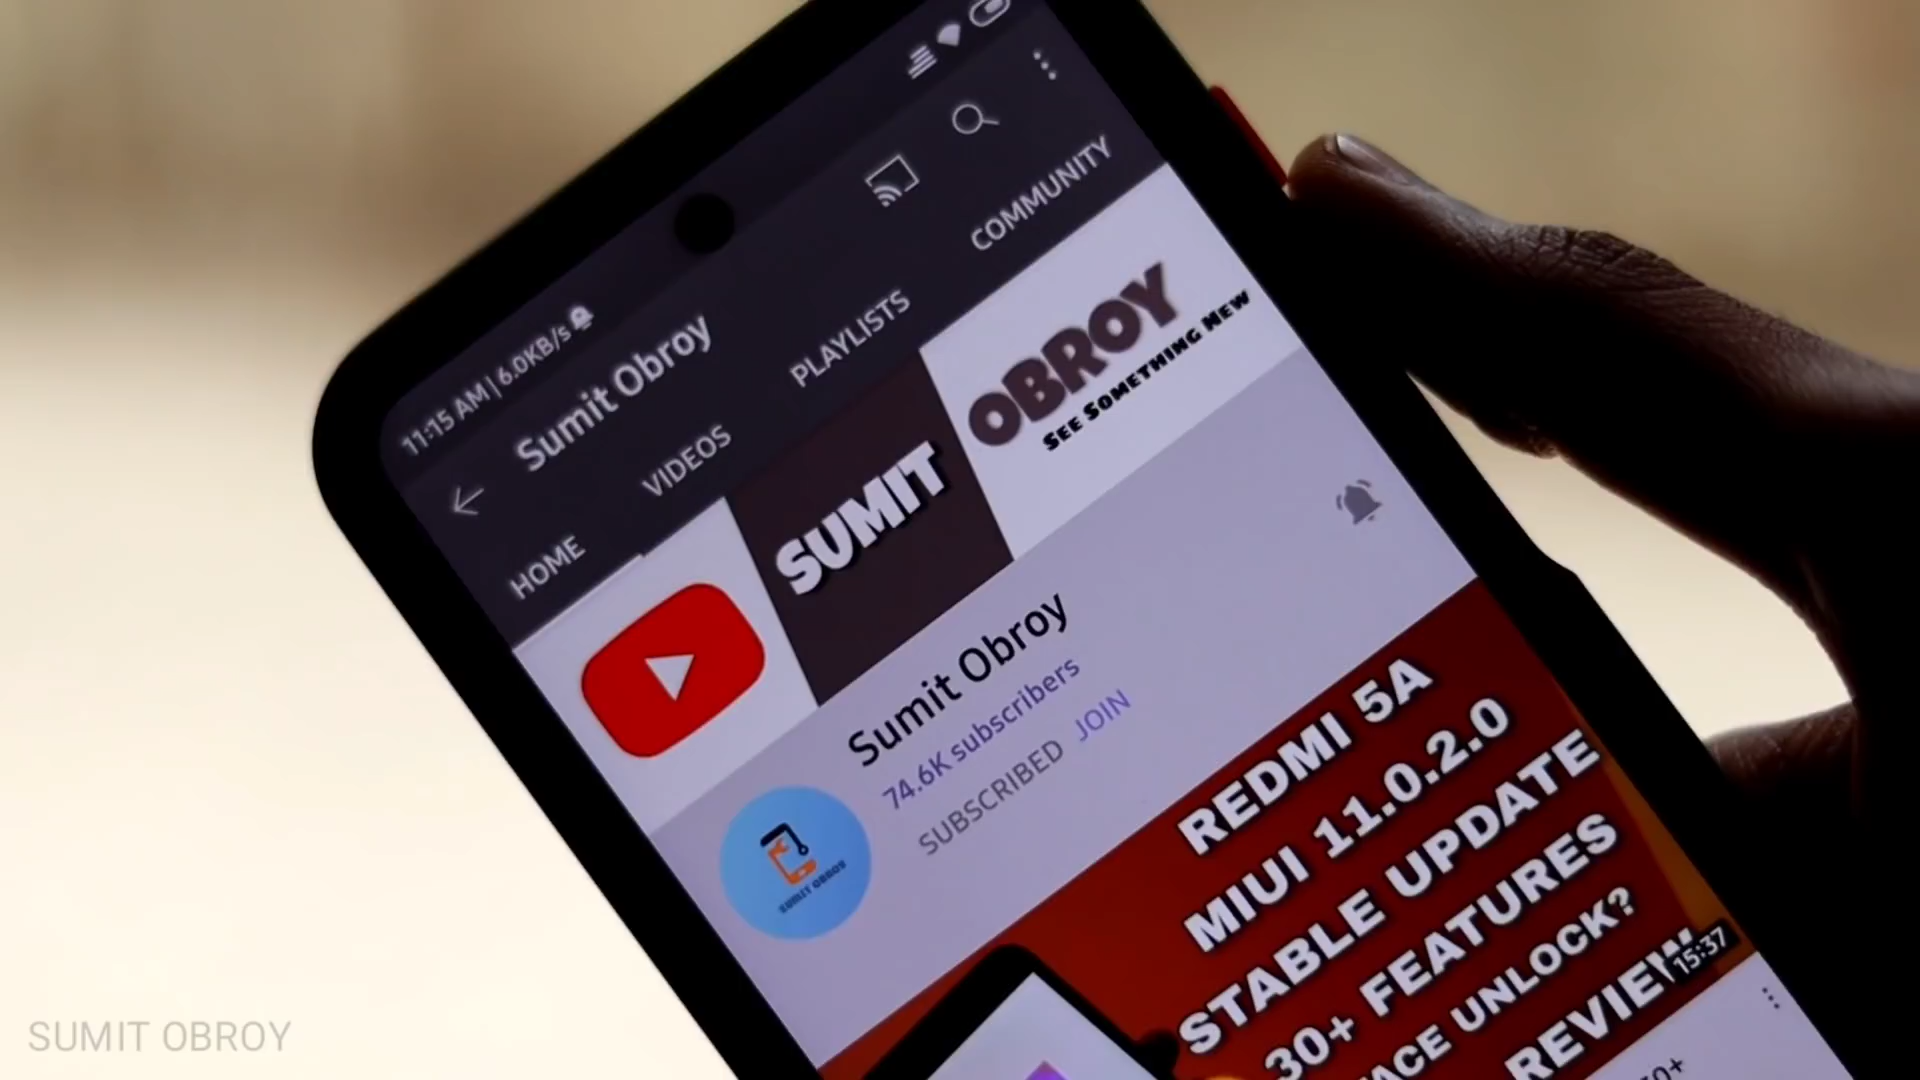 11:15 AM | 6.0KB/s
Sumit Obroy
HOME VIDEOS PLAYLISTS COMMUNITY
SUMIT OBROY
SEE SOMETHING NEW
Sumit Obroy
74.6K subscribers
SUBSCRIBED JOIN
SUMIT OBROY
REDMI 5A
MIUI 11.0.2.0
STABLE UPDATE
30+ FEATURES
UNLOCK?
REVIEW
15:37
SUMIT OBROY